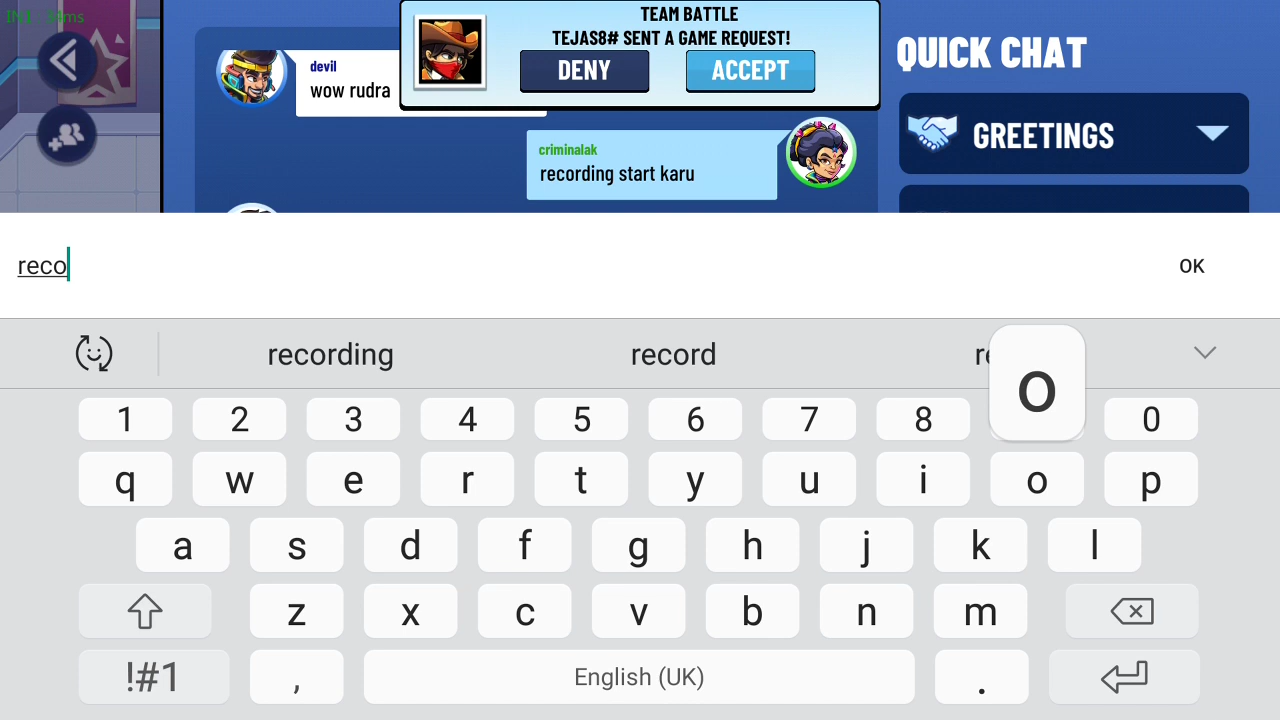 TEAM BATTLE
TEJAS8# SENT A GAME REQUEST!
DENY
ACCEPT
QUICK CHAT
devil
wow rudra
GREETINGS
criminalak
recording start karu
reco
OK
recording
record
o
1 2 3 4 5 6 7 8 0
q w e r t y u i o p
a s d f g h j k l
z x c v b n m
!#1 , English (UK) .